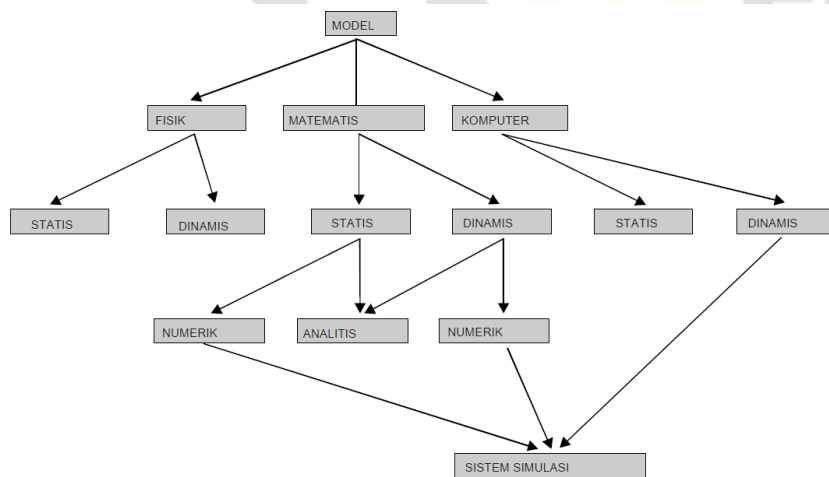 MODEL
FISIK
MATEMATIS
KOMPUTER
STATIS
DINAMIS
STATIS
DINAMIS
STATIS
DINAMIS
NUMERIK
ANALITIS
NUMERIK
SISTEM SIMULASI